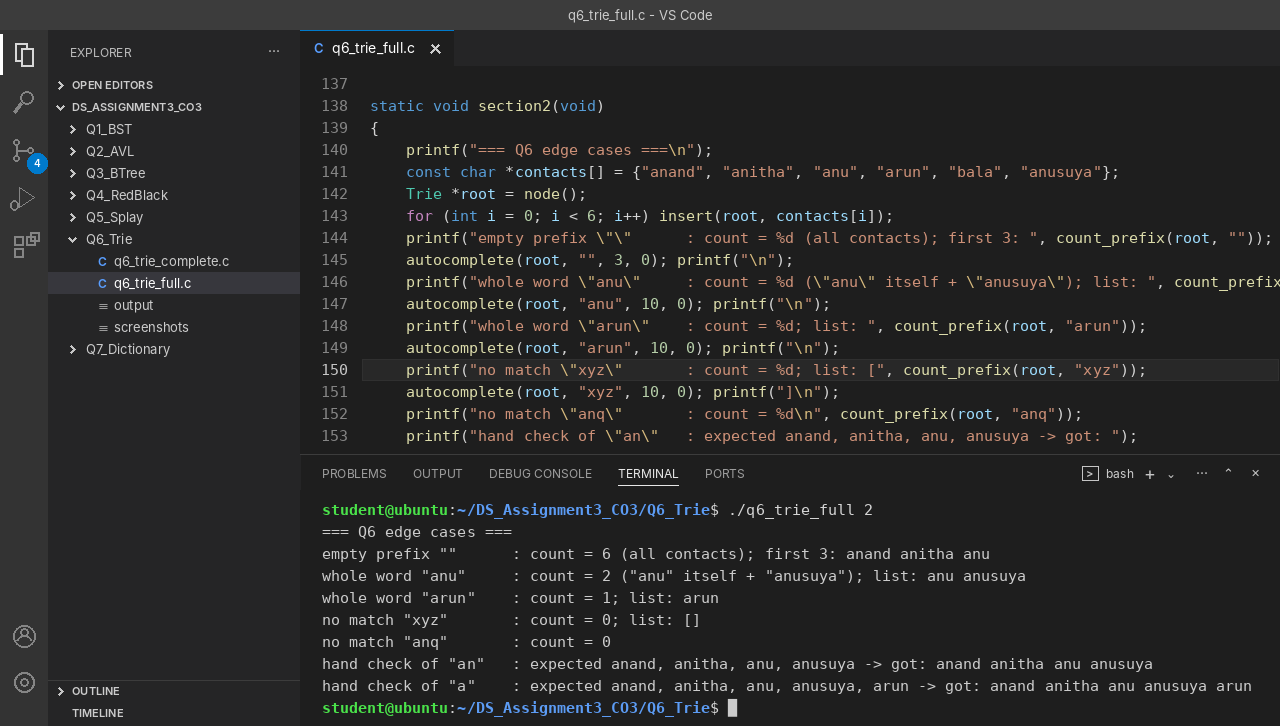 q6_trie_full.c - VS Code
EXPLORER
OPEN EDITORS
DS_ASSIGNMENT3_CO3
Q1_BST
Q2_AVL
Q3_BTree
Q4_RedBlack
Q5_Splay
Q6_Trie
C q6_trie_complete.c
C q6_trie_full.c
output
screenshots
Q7_Dictionary
OUTLINE
TIMELINE
4
C q6_trie_full.c
137
138 static void section2(void)
139 {
140     printf("=== Q6 edge cases ===\n");
141     const char *contacts[] = {"anand", "anitha", "anu", "arun", "bala", "anusuya"};
142     Trie *root = node();
143     for (int i = 0; i < 6; i++) insert(root, contacts[i]);
144     printf("empty prefix \"\"      : count = %d (all contacts); first 3: ", count_prefix(root, ""));
145     autocomplete(root, "", 3, 0); printf("\n");
146     printf("whole word \"anu\"     : count = %d (\"anu\" itself + \"anusuya\"); list: ", count_prefix
147     autocomplete(root, "anu", 10, 0); printf("\n");
148     printf("whole word \"arun\"    : count = %d; list: ", count_prefix(root, "arun"));
149     autocomplete(root, "arun", 10, 0); printf("\n");
150     printf("no match \"xyz\"       : count = %d; list: [", count_prefix(root, "xyz"));
151     autocomplete(root, "xyz", 10, 0); printf("]\n");
152     printf("no match \"anq\"       : count = %d\n", count_prefix(root, "anq"));
153     printf("hand check of \"an\"   : expected anand, anitha, anu, anusuya -> got: ");
PROBLEMS OUTPUT DEBUG CONSOLE TERMINAL PORTS
bash
student@ubuntu:~/DS_Assignment3_CO3/Q6_Trie$ ./q6_trie_full 2
=== Q6 edge cases ===
empty prefix ""      : count = 6 (all contacts); first 3: anand anitha anu
whole word "anu"     : count = 2 ("anu" itself + "anusuya"); list: anu anusuya
whole word "arun"    : count = 1; list: arun
no match "xyz"       : count = 0; list: []
no match "anq"       : count = 0
hand check of "an"   : expected anand, anitha, anu, anusuya -> got: anand anitha anu anusuya
hand check of "a"    : expected anand, anitha, anu, anusuya, arun -> got: anand anitha anu anusuya arun
student@ubuntu:~/DS_Assignment3_CO3/Q6_Trie$